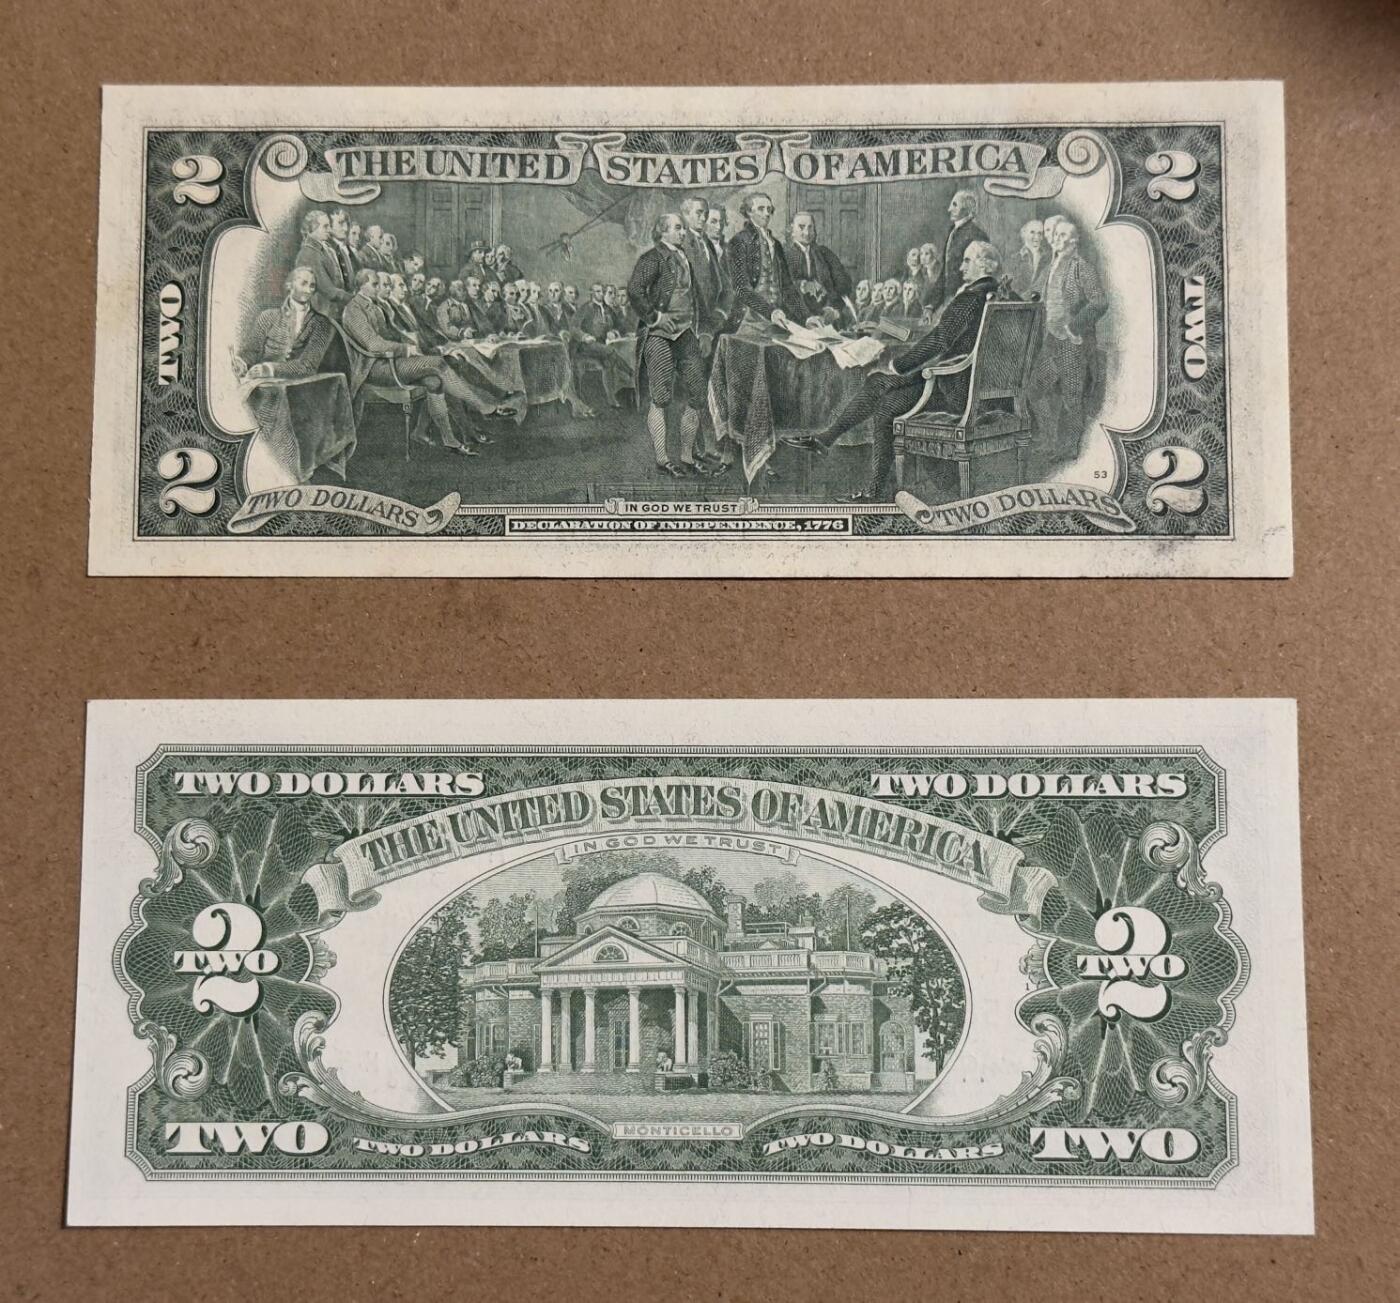 2 THE UNITED STATES OF AMERICA 2
TWO
TWO
2 TWO DOLLARS
IN GOD WE TRUST
53
TWO DOLLARS 2
DECLARATION OF INDEPENDENCE, 1776
TWO DOLLARS
TWO DOLLARS
THE UNITED STATES OF AMERICA
IN GOD WE TRUST
2
TWO
2
TWO
1
MONTICELLO
TWO TWO DOLLARS
TWO DOLLARS TWO